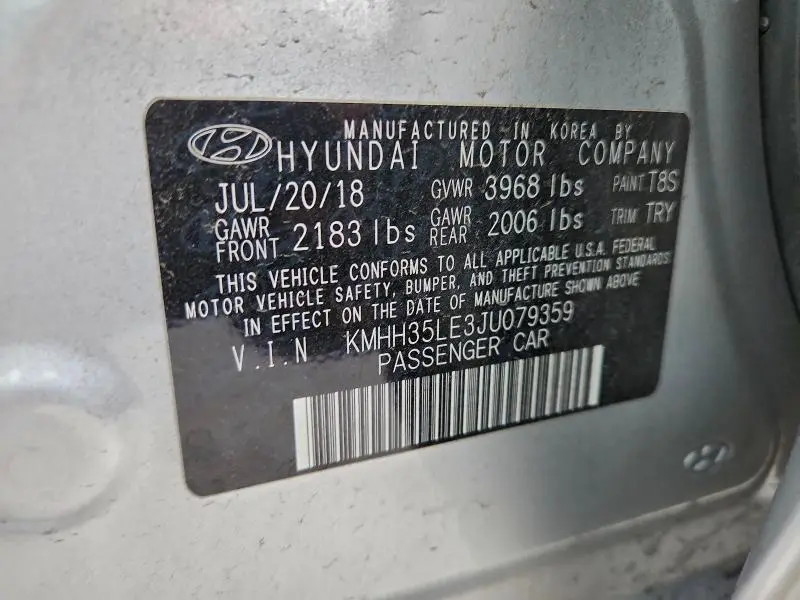 MANUFACTURED IN KOREA BY
HYUNDAI MOTOR COMPANY
JUL/20/18 GVWR 3968 lbs PAINT T8S
GAWR FRONT 2183 lbs GAWR REAR 2006 lbs TRIM TRY
THIS VEHICLE CONFORMS TO ALL APPLICABLE U.S.A. FEDERAL
MOTOR VEHICLE SAFETY, BUMPER, AND THEFT PREVENTION STANDARDS
IN EFFECT ON THE DATE OF MANUFACTURE SHOWN ABOVE
V.I.N KMHH35LE3JU079359
PASSENGER CAR